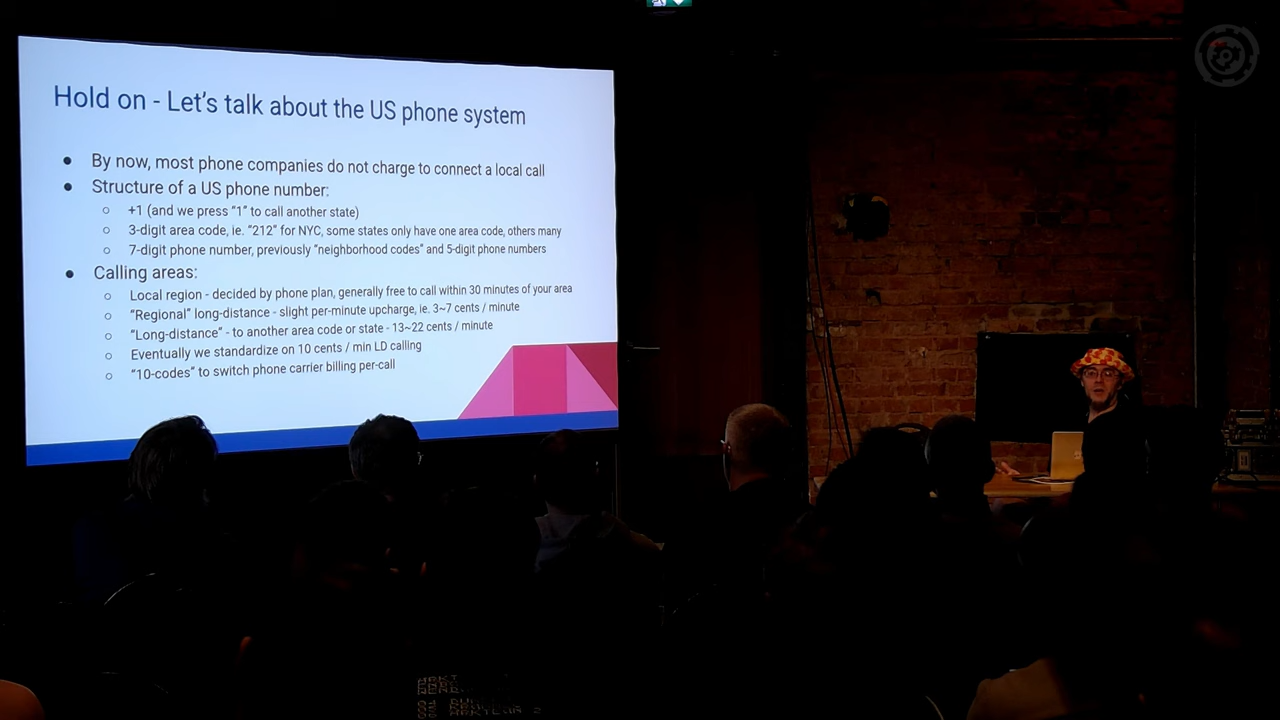 Hold on - Let's talk about the US phone system
By now, most phone companies do not charge to connect a local call
Structure of a US phone number:
+1 (and we press "1" to call another state)
3-digit area code, ie. "212" for NYC, some states only have one area code, others many
7-digit phone number, previously "neighborhood codes" and 5-digit phone numbers
Calling areas:
Local region - decided by phone plan, generally free to call within 30 minutes of your area
"Regional" long-distance - slight per-minute upcharge, ie. 3~7 cents / minute
"Long-distance" - to another area code or state - 13~22 cents / minute
Eventually we standardize on 10 cents / min LD calling
"10-codes" to switch phone carrier billing per-call